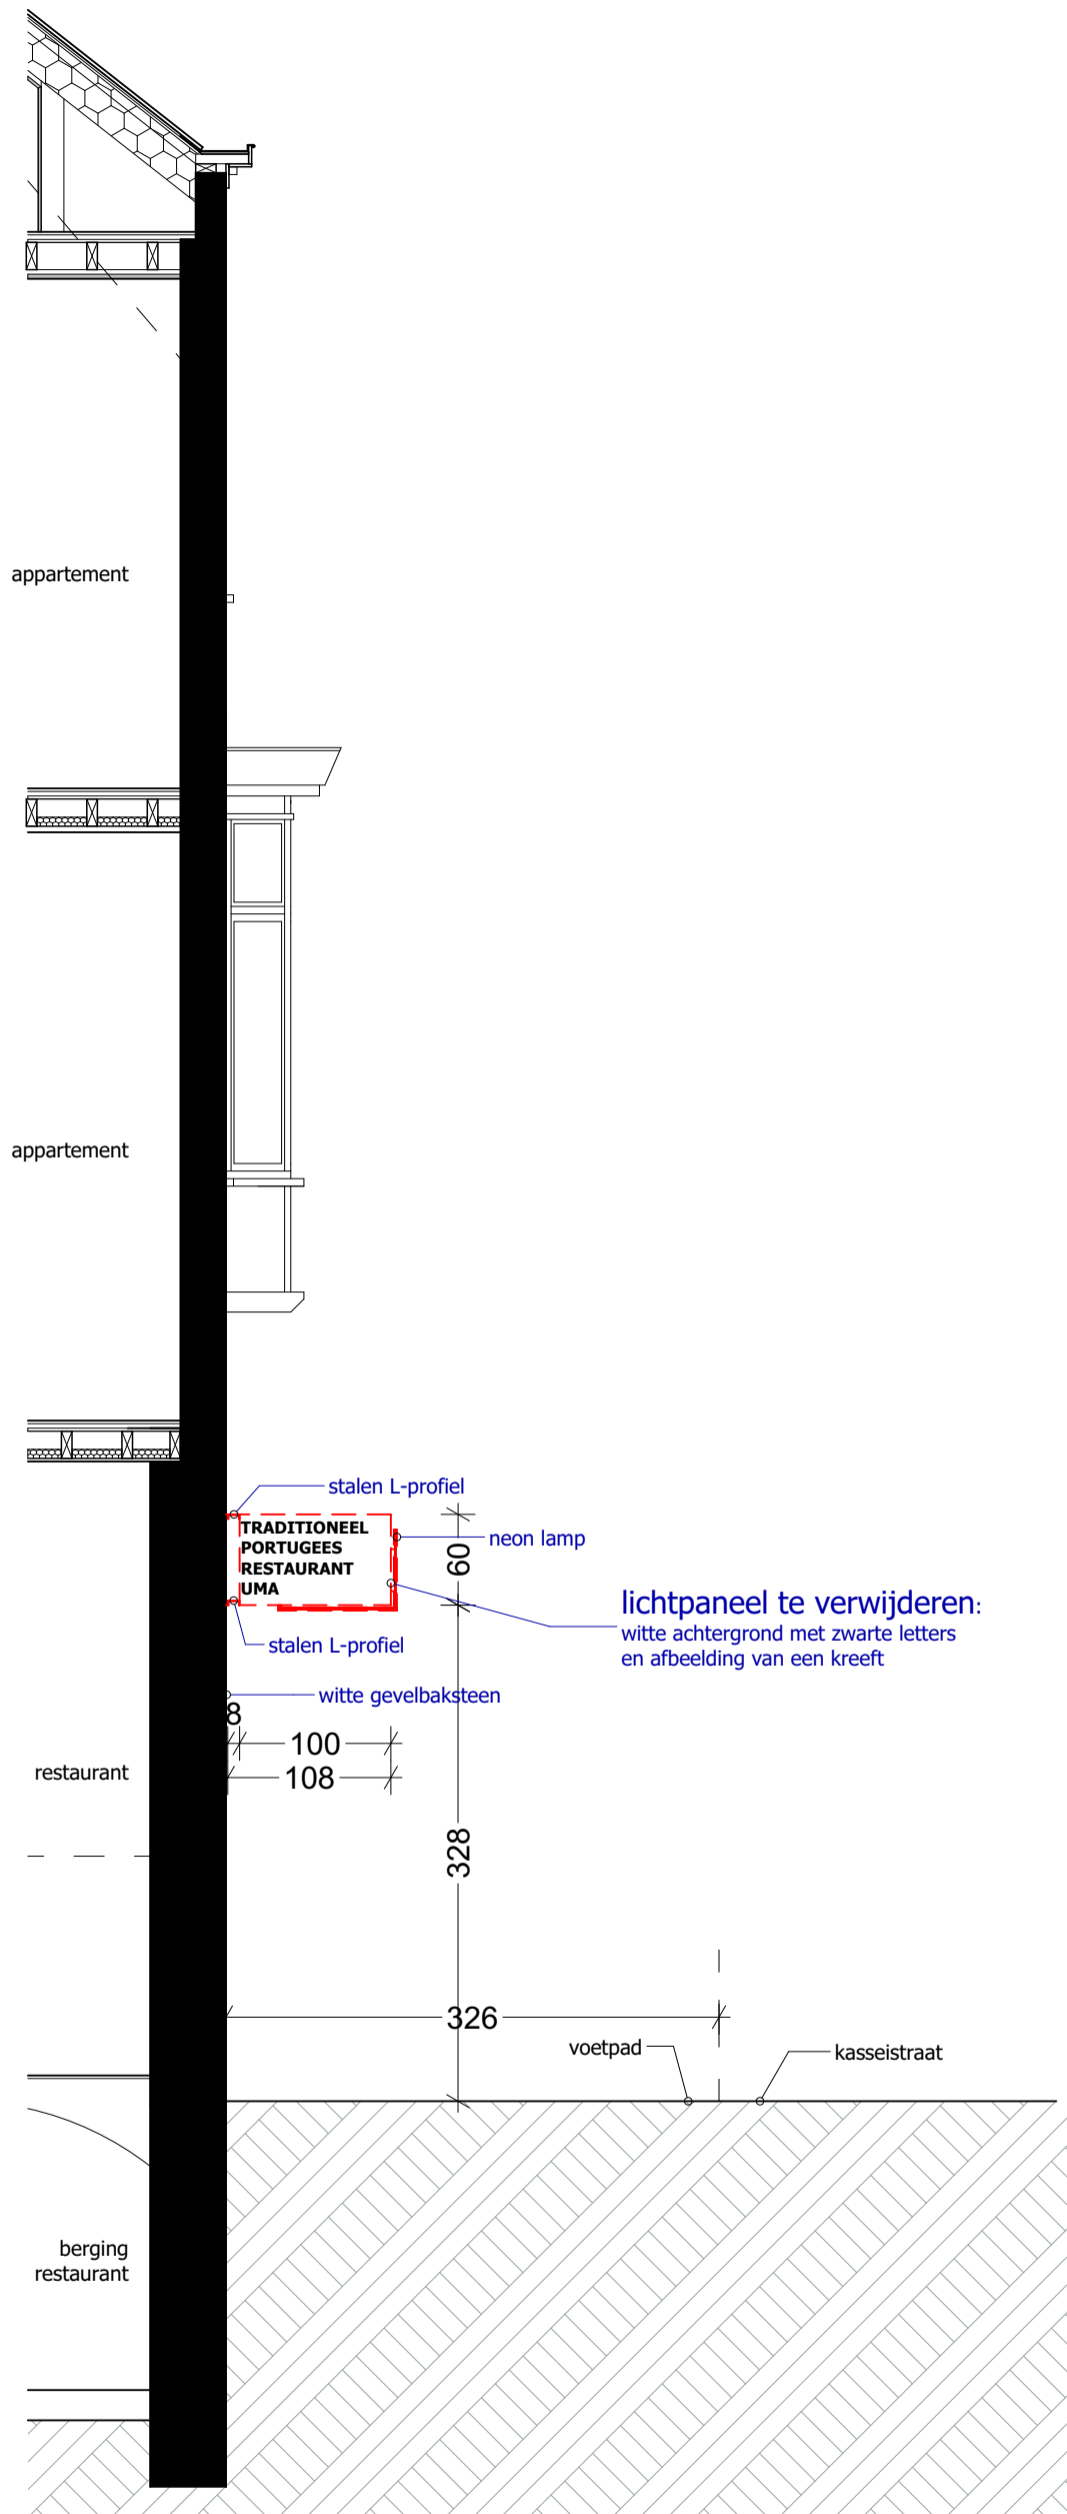 appartement
appartement
stalen L-profiel
TRADITIONEEL
PORTUGEES
RESTAURANT
UMA
neon lamp
60
lichtpaneel te verwijderen:
witte achtergrond met zwarte letters
en afbeelding van een kreeft
stalen L-profiel
witte gevelbaksteen
8
100
108
restaurant
328
326
voetpad
kasseistraat
berging
restaurant